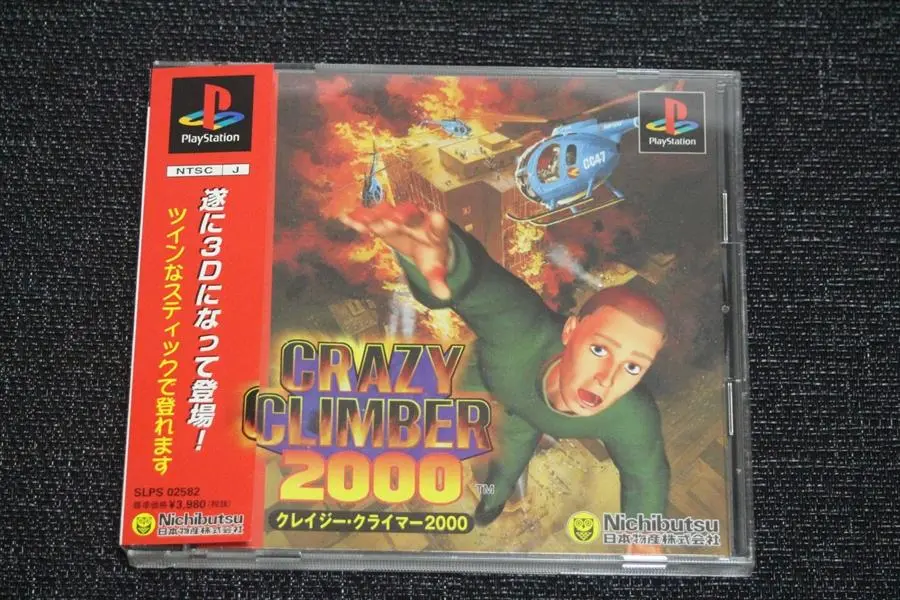 PlayStation
NTSC J
遂に3Dになって登場!
ツインなスティックで登れます
SLPS 02582
標準価格¥3,980(税抜)
Nichibutsu
日本物産株式会社
PlayStation
CC47
CRAZY
CLIMBER
2000
TM
クレイジー・クライマー2000
Nichibutsu
日本物産株式会社